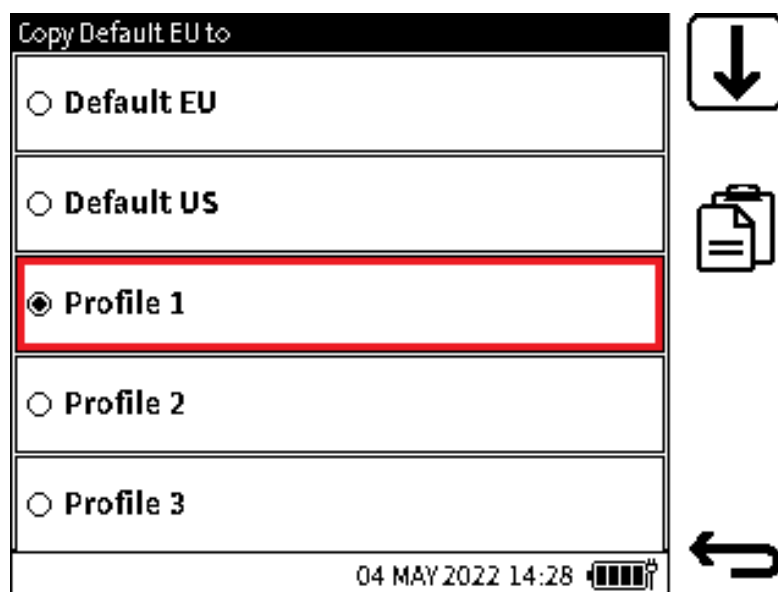 Copy Default EU to
Default EU
Default US
Profile 1
Profile 2
Profile 3
04 MAY 2022 14:28